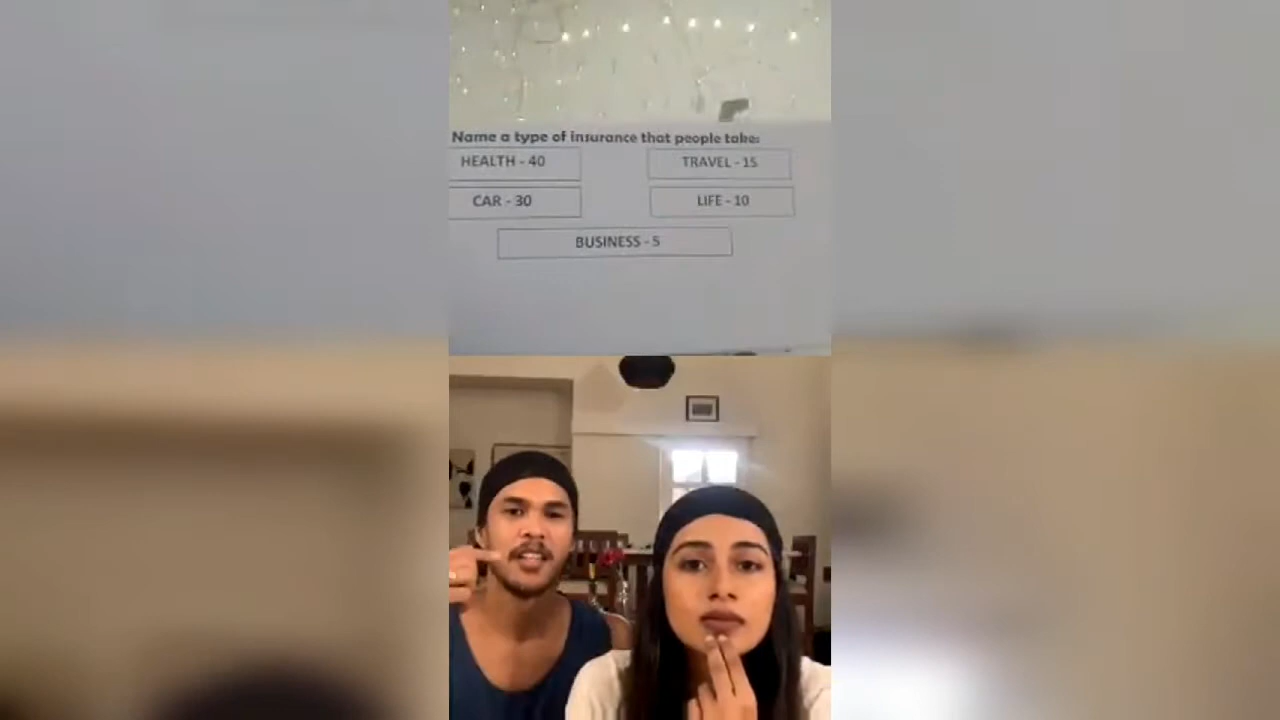 Name a type of insurance that people take:
HEALTH - 40 TRAVEL - 15
CAR - 30 LIFE - 10
BUSINESS - 5